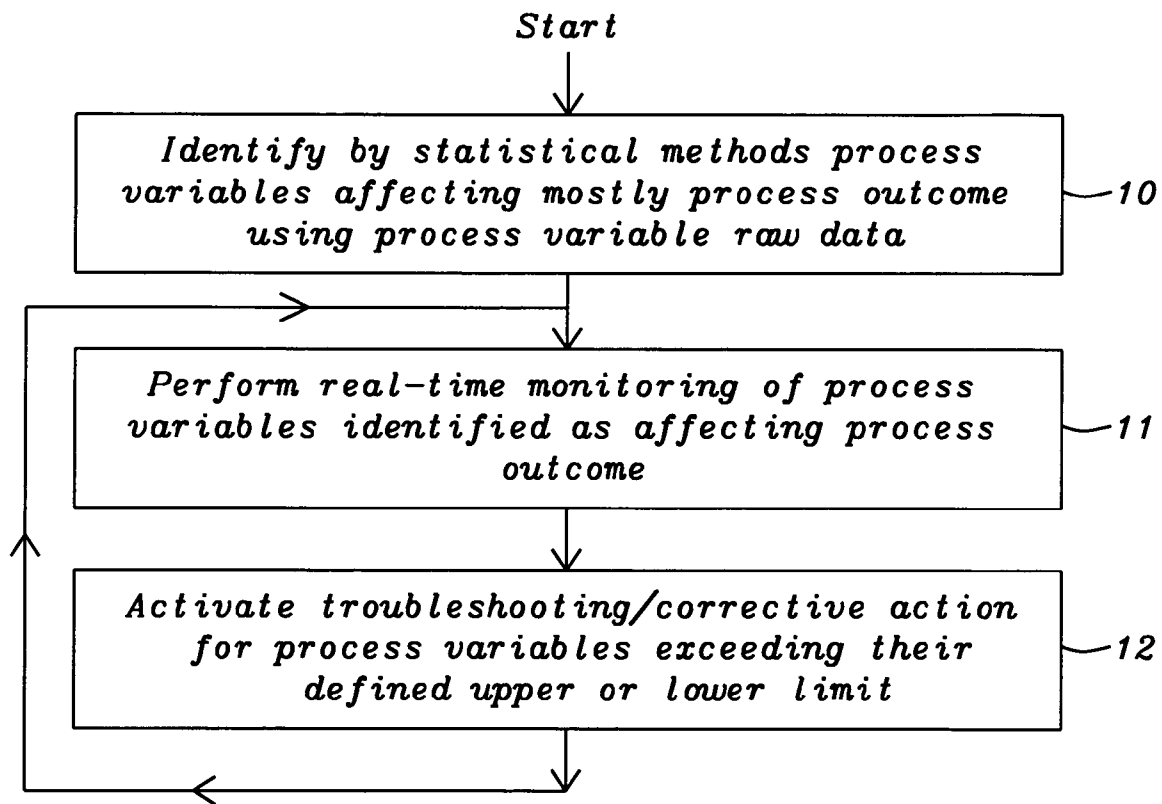 Start
Identify by statistical methods process
variables affecting mostly process outcome
using process variable raw data
10
Perform real-time monitoring of process
variables identified as affecting process
outcome
11
Activate troubleshooting/corrective action
for process variables exceeding their
defined upper or lower limit
12